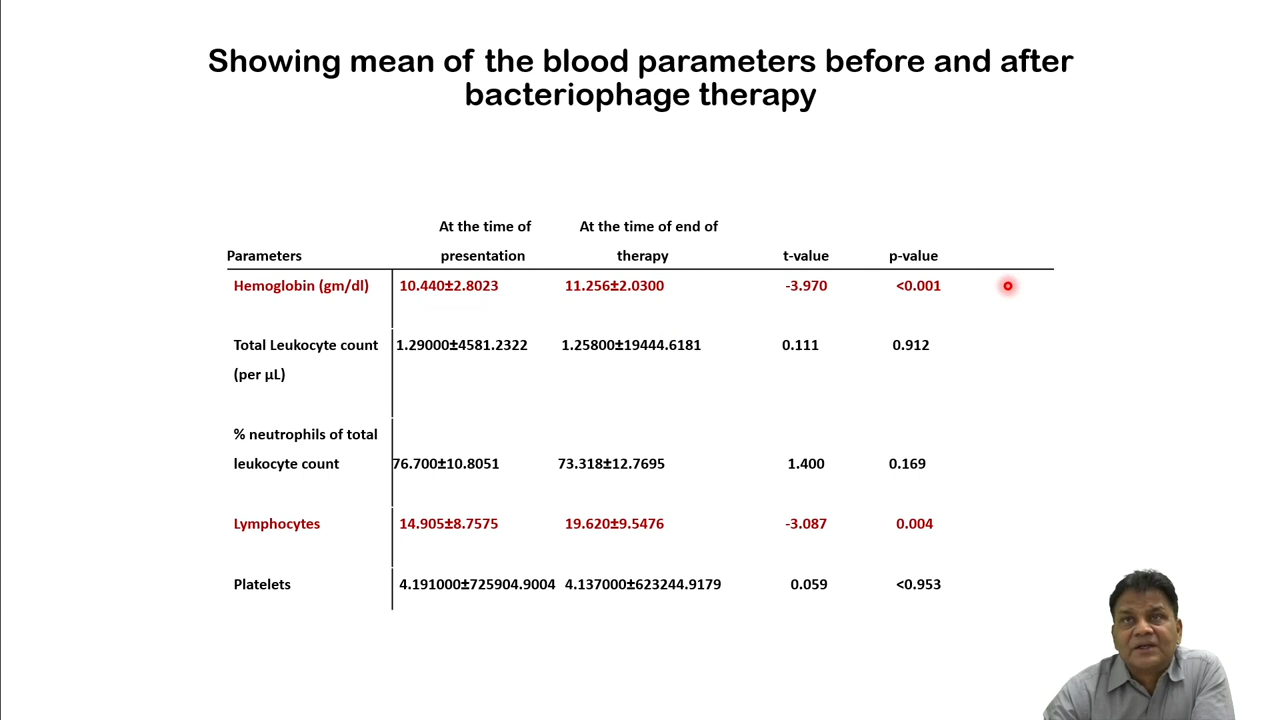 Showing mean of the blood parameters before and after
bacteriophage therapy
At the time of At the time of end of
Parameters presentation therapy t-value p-value
Hemoglobin (gm/dl) 10.440±2.8023 11.256±2.0300 -3.970 <0.001
Total Leukocyte count 1.29000±4581.2322 1.25800±19444.6181 0.111 0.912
(per µL)
% neutrophils of total
leukocyte count 76.700±10.8051 73.318±12.7695 1.400 0.169
Lymphocytes 14.905±8.7575 19.620±9.5476 -3.087 0.004
Platelets 4.191000±725904.9004 4.137000±623244.9179 0.059 <0.953